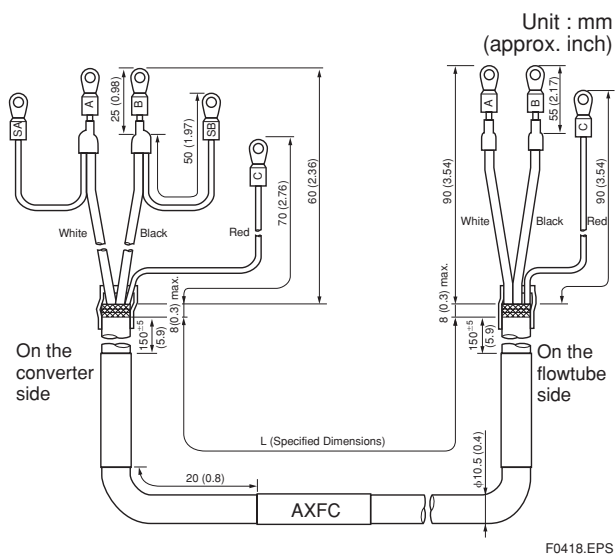 Unit : mm
(approx. inch)
SA
A
B
SB
C
25 (0.98)
50 (1.97)
70 (2.76)
60 (2.36)
White
Black
Red
8(0.3) max.
150±5
(5.9)
On the
converter
side
A
B
C
55 (2.17)
90 (3.54)
90 (3.54)
White
Black
Red
8 (0.3) max.
150±5
(5.9)
On the
flowtube
side
L (Specified Dimensions)
20 (0.8)
AXFC
φ10.5 (0.4)
F0418.EPS